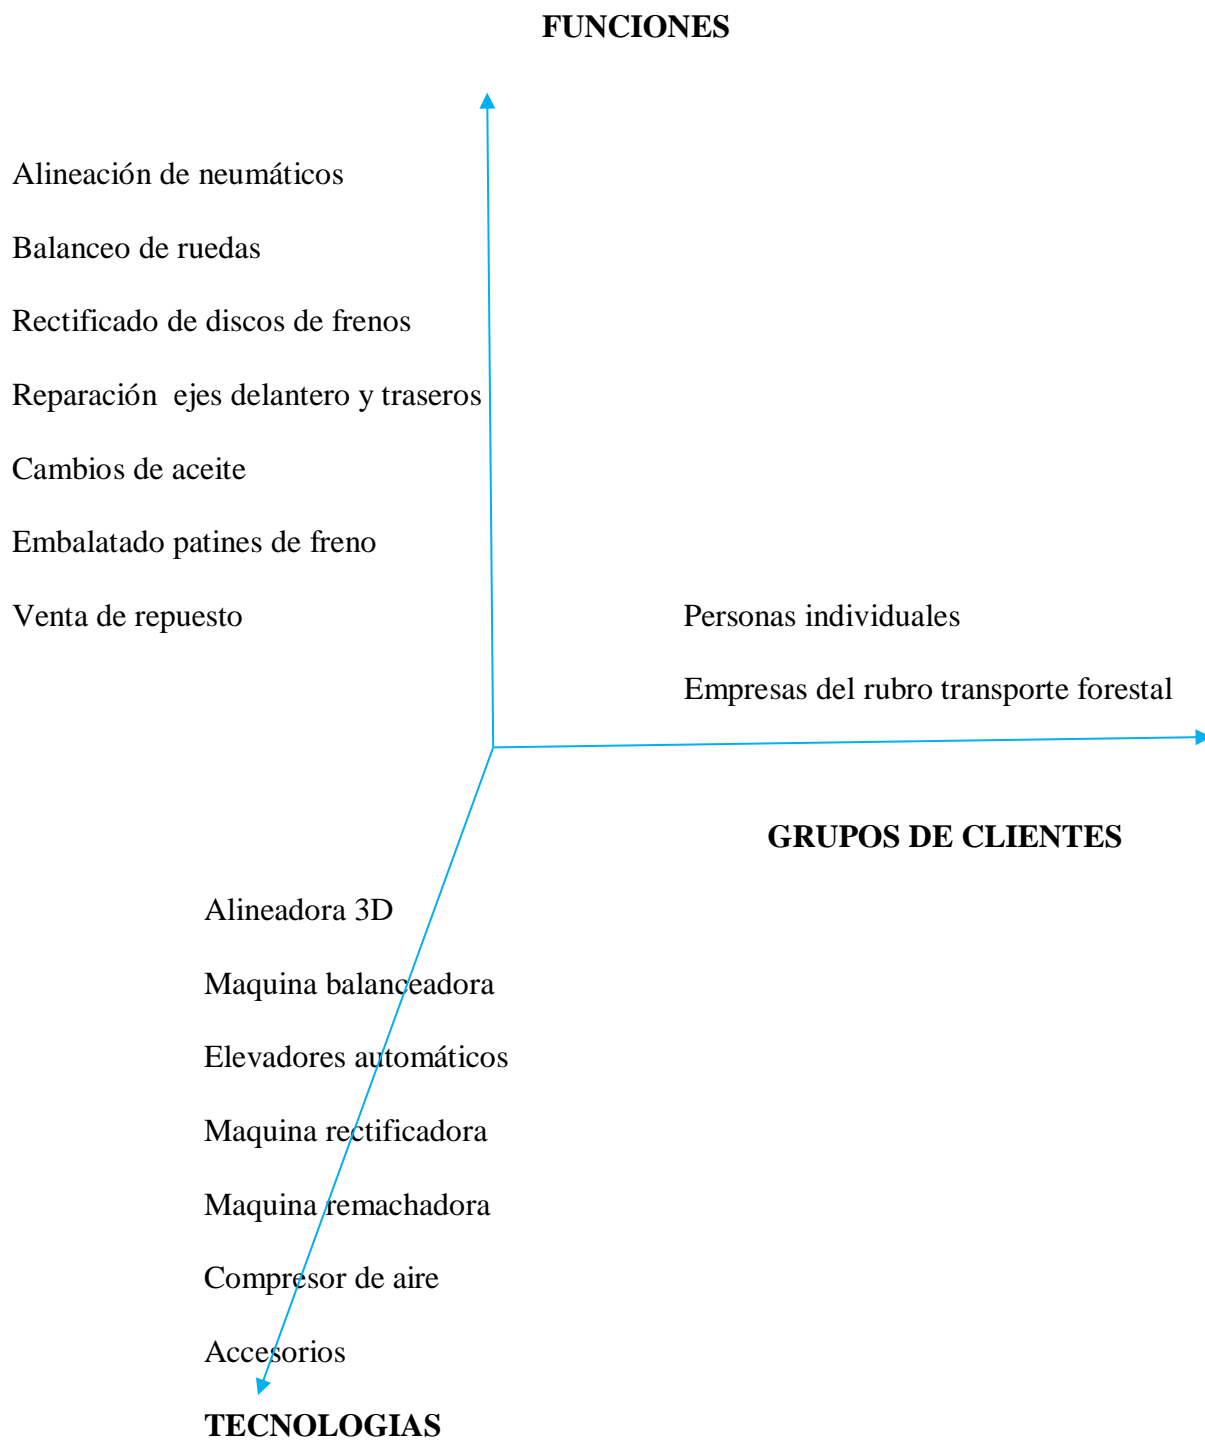 FUNCIONES
Alineación de neumáticos
Balanceo de ruedas
Rectificado de discos de frenos
Reparación  ejes delantero y traseros
Cambios de aceite
Embalatado patines de freno
Venta de repuesto
Personas individuales
Empresas del rubro transporte forestal
GRUPOS DE CLIENTES
Alineadora 3D
Maquina balanceadora
Elevadores automáticos
Maquina rectificadora
Maquina remachadora
Compresor de aire
Accesorios
TECNOLOGIAS